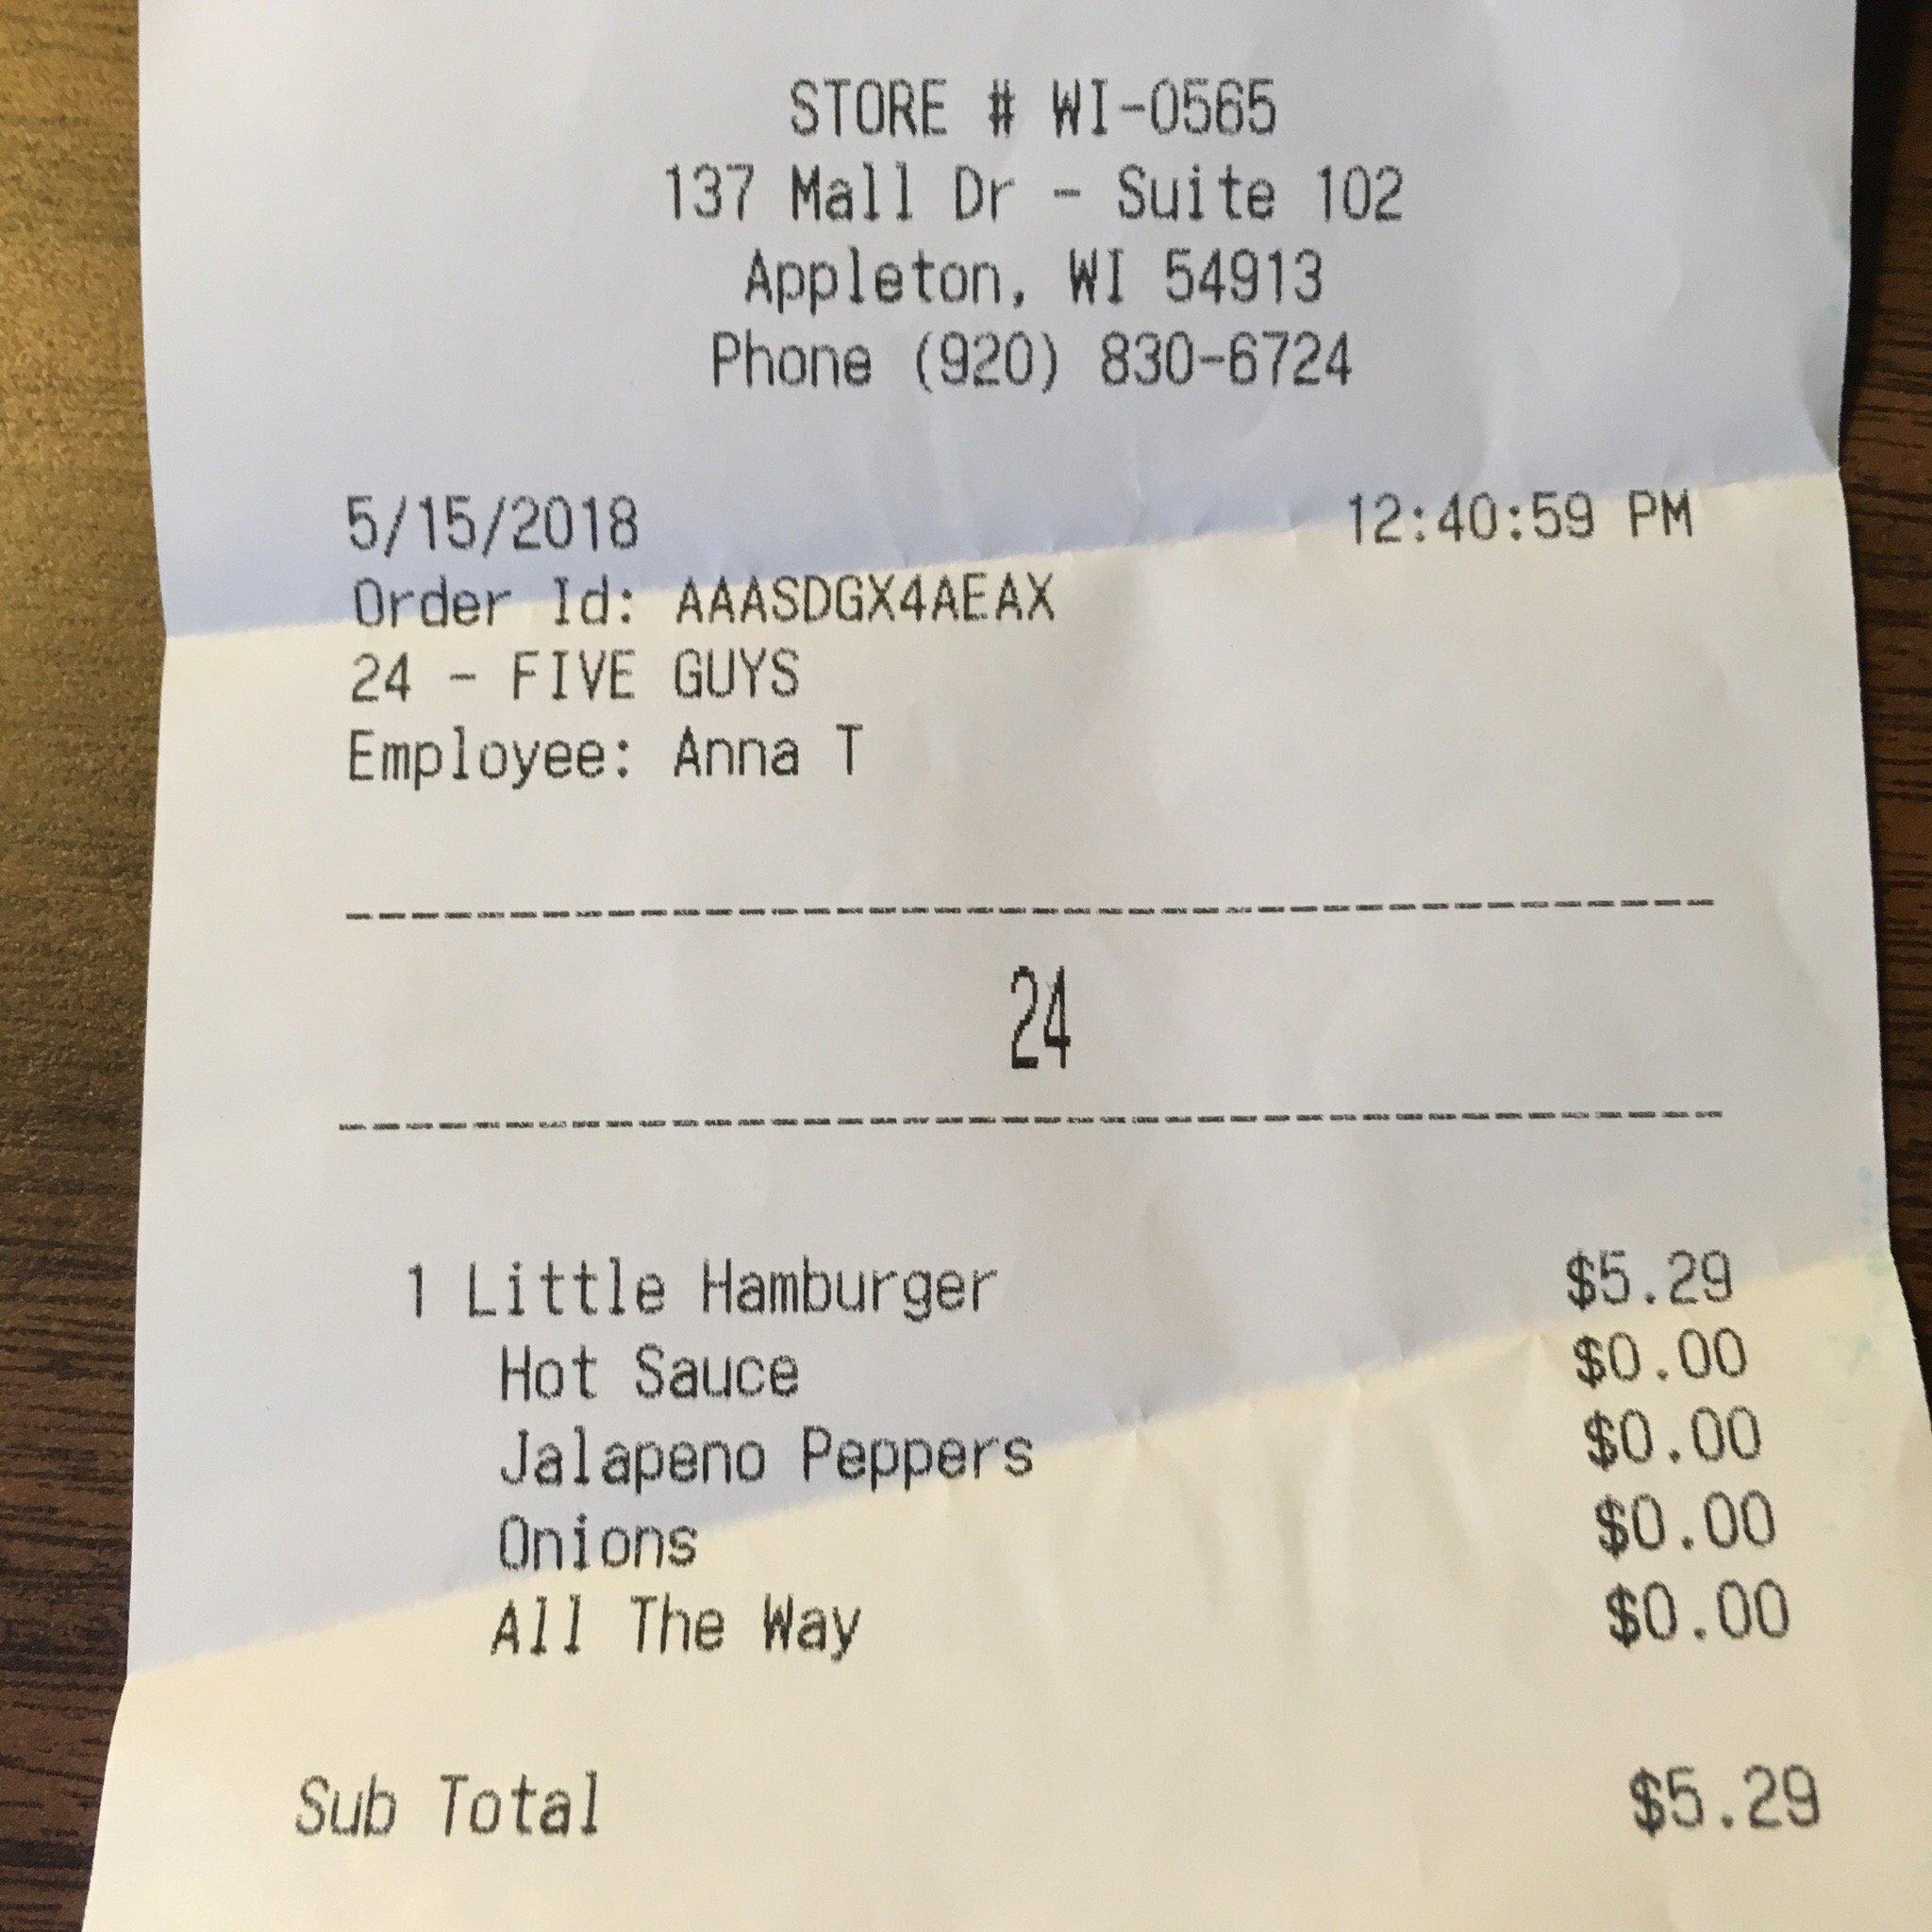 STORE # WI-0565
137 Mall Dr - Suite 102
Appleton, WI 54913
Phone (920) 830-6724
5/15/2018 12:40:59 PM
Order Id: AAASDGX4AEAX
24 - FIVE GUYS
Employee: Anna T
24
1 Little Hamburger $5.29
Hot Sauce $0.00
Jalapeno Peppers $0.00
Onions $0.00
All The Way $0.00
Sub Total $5.29